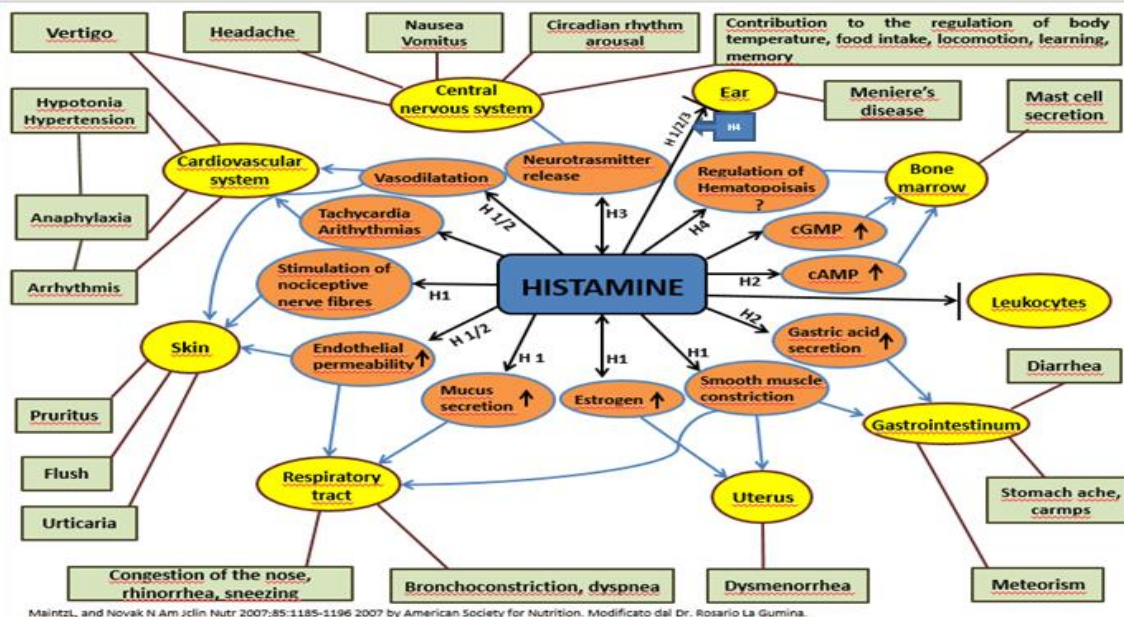 Vertigo
Headache
Nausea
Vomitus
Circadian rhythm
arousal
Contribution to the regulation of body
temperature, food intake, locomotion, learning,
memory
Central
nervous system
Ear
Meniere's
disease
Mast cell
secretion
Hypotonia
Hypertension
H 1/2/3
H4
Cardiovascular
system
Vasodilatation
Neurotrasmitter
release
Regulation of
Hematopoisais
?
Bone
marrow
Anaphylaxia
Tachycardia
Arithythmias
H 1/2
H3
H4
cGMP
Arrhythmis
Stimulation of
nociceptive
nerve fibres
H1
HISTAMINE
H2
cAMP
Leukocytes
Skin
Endothelial
permeability
H 1/2
H 1
H1
H1
H2
Gastric acid
secretion
Diarrhea
Pruritus
Mucus
secretion
Estrogen
Smooth muscle
constriction
Gastrointestinum
Flush
Respiratory
tract
Uterus
Stomach ache,
carmps
Urticaria
Congestion of the nose,
rhinorrhea, sneezing
Bronchoconstriction, dyspnea
Dysmenorrhea
Meteorism
MaintzL, and Novak N Am Jclin Nutr 2007;85:1185-1196 2007 by American Society for Nutrition. Modificato dal Dr. Rosario La Gumina.